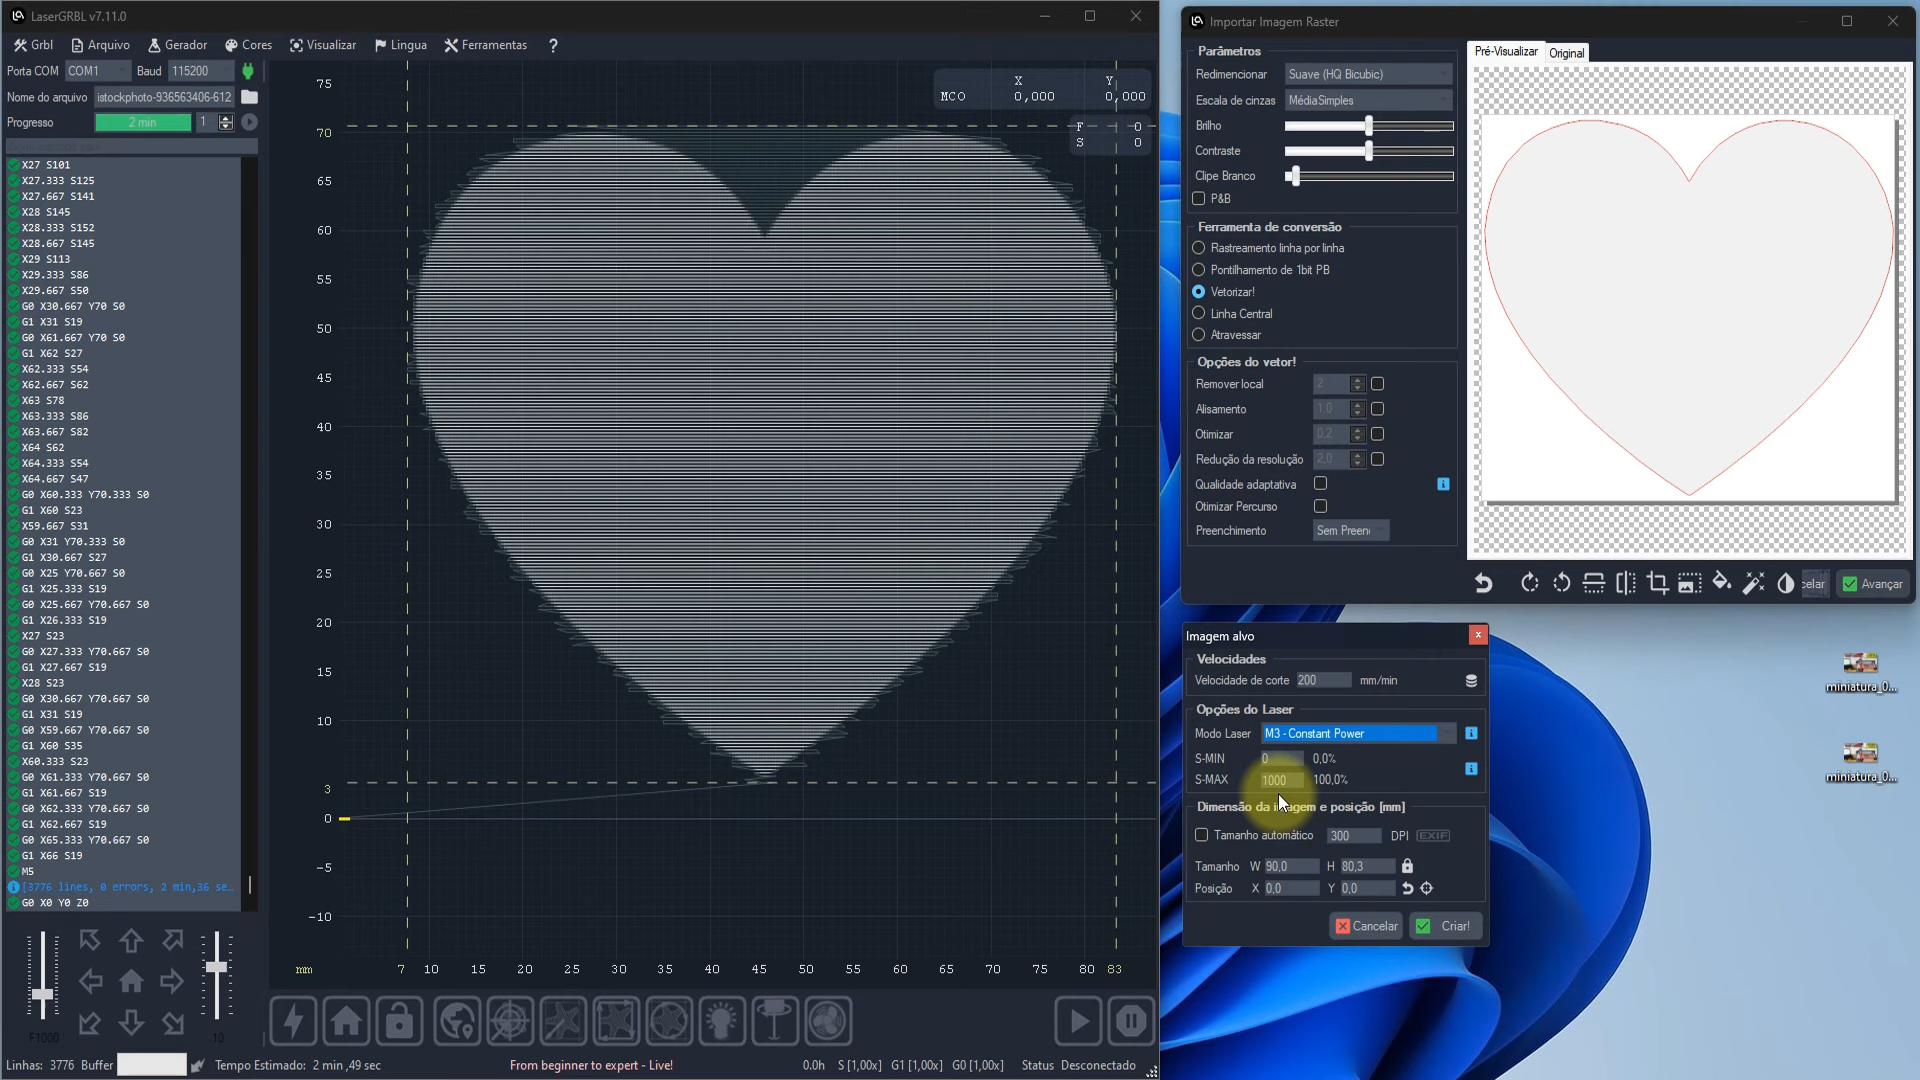 LaserGRBL v7.11.0
Grbl Arquivo Gerador Cores Visualizar Lingua Ferramentas ?
Porta COM COM1 Baud 115200
Nome do arquivo istockphoto-936563406-612
Progresso 2 min 1
X27 S101
X27.333 S125
X27.667 S141
X28 S145
X28.333 S152
X28.667 S145
X29 S113
X29.333 S86
X29.667 S50
G0 X30.667 Y70 S0
G1 X31 S19
G0 X61.667 Y70 S0
G1 X62 S27
X62.333 S54
X62.667 S62
X63 S78
X63.333 S86
X63.667 S82
X64 S62
X64.333 S54
X64.667 S47
G0 X60.333 Y70.333 S0
G1 X60 S23
X59.667 S31
G0 X31 Y70.333 S0
G1 X30.667 S27
G0 X25 Y70.667 S0
G1 X25.333 S19
G0 X25.667 Y70.667 S0
G1 X26.333 S19
X27 S23
G0 X27.333 Y70.667 S0
G1 X27.667 S19
X28 S23
G0 X30.667 Y70.667 S0
G1 X31 S19
G0 X59.667 Y70.667 S0
G1 X60 S35
X60.333 S23
G0 X61.333 Y70.667 S0
G1 X61.667 S19
G0 X62.333 Y70.667 S0
G1 X62.667 S19
G0 X65.333 Y70.667 S0
G1 X66 S19
M5
[3776 lines, 0 errors, 2 min,36 se...
G0 X0 Y0 Z0
F1000 10
75
70
65
60
55
50
45
40
35
30
25
20
15
10
3
0
-5
-10
mm 7 10 15 20 25 30 35 40 45 50 55 60 65 70 75 80 83
X Y
MCO 0,000 0,000
F 0
S 0
Linhas: 3776 Buffer Tempo Estimado: 2 min ,49 sec From beginner to expert - Live! 0.0h S [1,00x] G1 [1,00x] G0 [1,00x] Status Desconectado
Importar Imagem Raster
Parâmetros
Redimencionar Suave (HQ Bicubic)
Escala de cinzas MédiaSimples
Brilho
Contraste
Clipe Branco
P&B
Ferramenta de conversão
Rastreamento linha por linha
Pontilhamento de 1bit PB
Vetorizar!
Linha Central
Atravessar
Opções do vetor!
Remover local 2
Alisamento 1.0
Otimizar 0.2
Redução da resolução 2.0
Qualidade adaptativa
Otimizar Percurso
Preenchimento Sem Preen
Pré-Visualizar Original
celar Avançar
Imagem alvo
Velocidades
Velocidade de corte 200 mm/min
Opções do Laser
Modo Laser M3 - Constant Power
S-MIN 0 0,0%
S-MAX 1000 100,0%
Dimensão da imagem e posição [mm]
Tamanho automático 300 DPI EXIF
Tamanho W 90,0 H 80,3
Posição X 0,0 Y 0,0
Cancelar Criar!
miniatura_0...
miniatura_0...